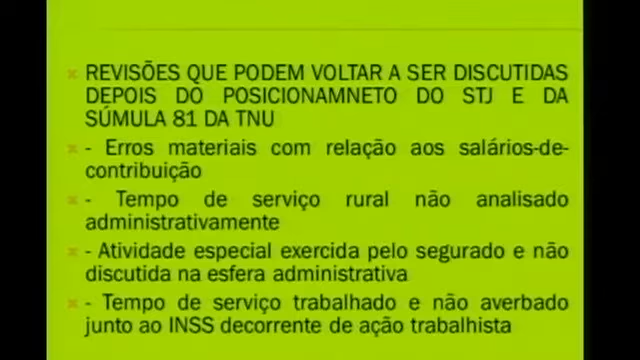 REVISÕES QUE PODEM VOLTAR A SER DISCUTIDAS
DEPOIS DO POSICIONAMNETO DO STJ E DA
SÚMULA 81 DA TNU
- Erros materiais com relação aos salários-de-
contribuição
- Tempo de serviço rural não analisado
administrativamente
- Atividade especial exercida pelo segurado e não
discutida na esfera administrativa
- Tempo de serviço trabalhado e não averbado
junto ao INSS decorrente de ação trabalhista